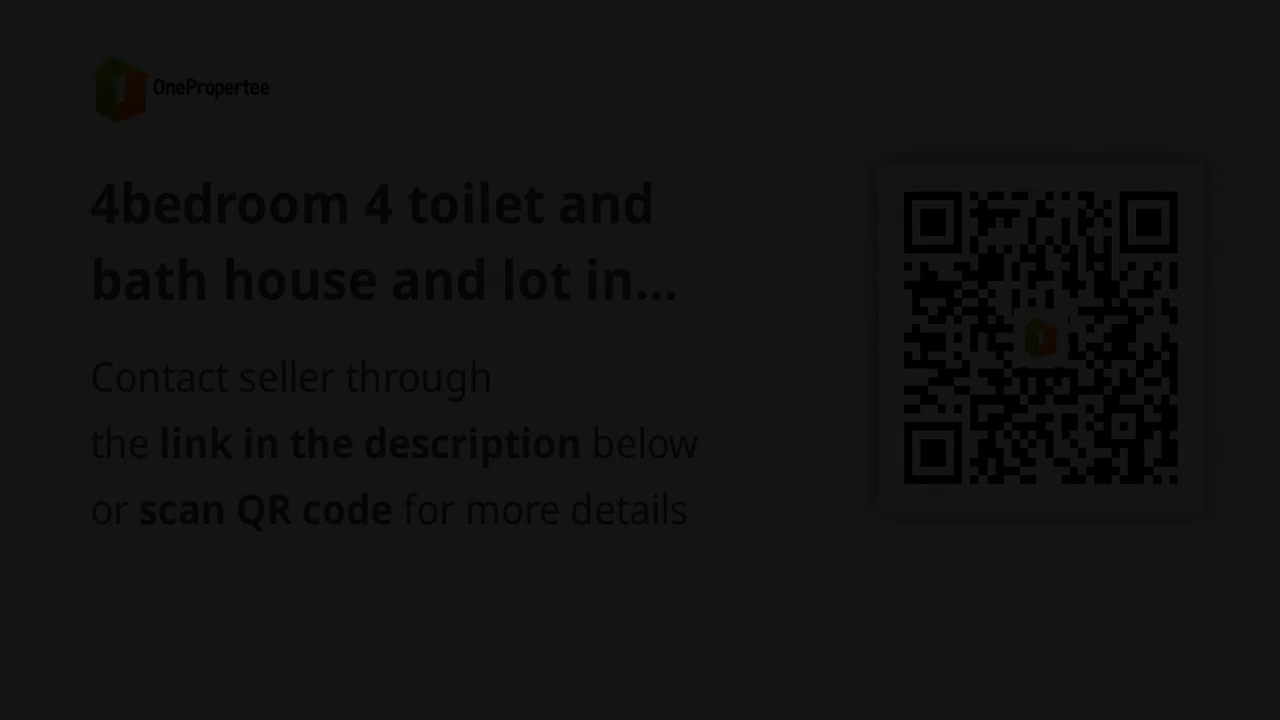 OnePropertee
4bedroom 4 toilet and
bath house and lot in...
Contact seller through
the link in the description below
or scan QR code for more details